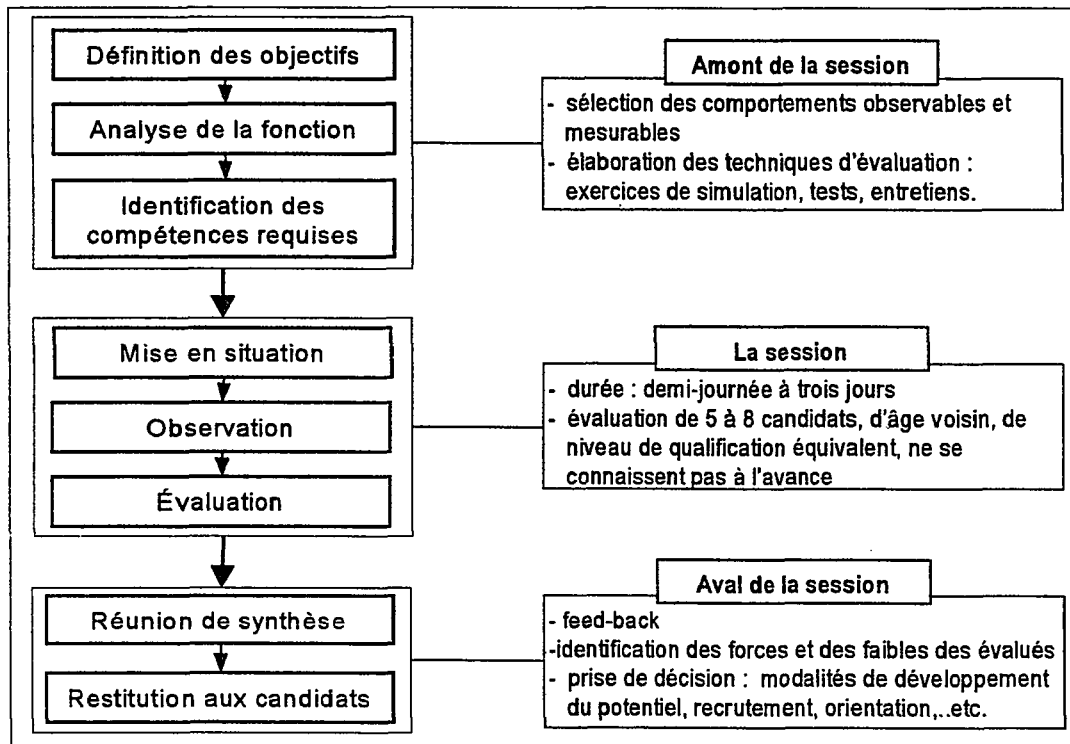 Définition des objectifs
Analyse de la fonction
Identification des
compétences requises
Amont de la session
- sélection des comportements observables et
mesurables
- élaboration des techniques d'évaluation :
exercices de simulation, tests, entretiens.
Mise en situation
Observation
Évaluation
La session
- durée : demi-journée à trois jours
- évaluation de 5 à 8 candidats, d'âge voisin, de
niveau de qualification équivalent, ne se
connaissent pas à l'avance
Réunion de synthèse
Restitution aux candidats
Aval de la session
- feed-back
-identification des forces et des faibles des évalués
- prise de décision : modalités de développement
du potentiel, recrutement, orientation,..etc.